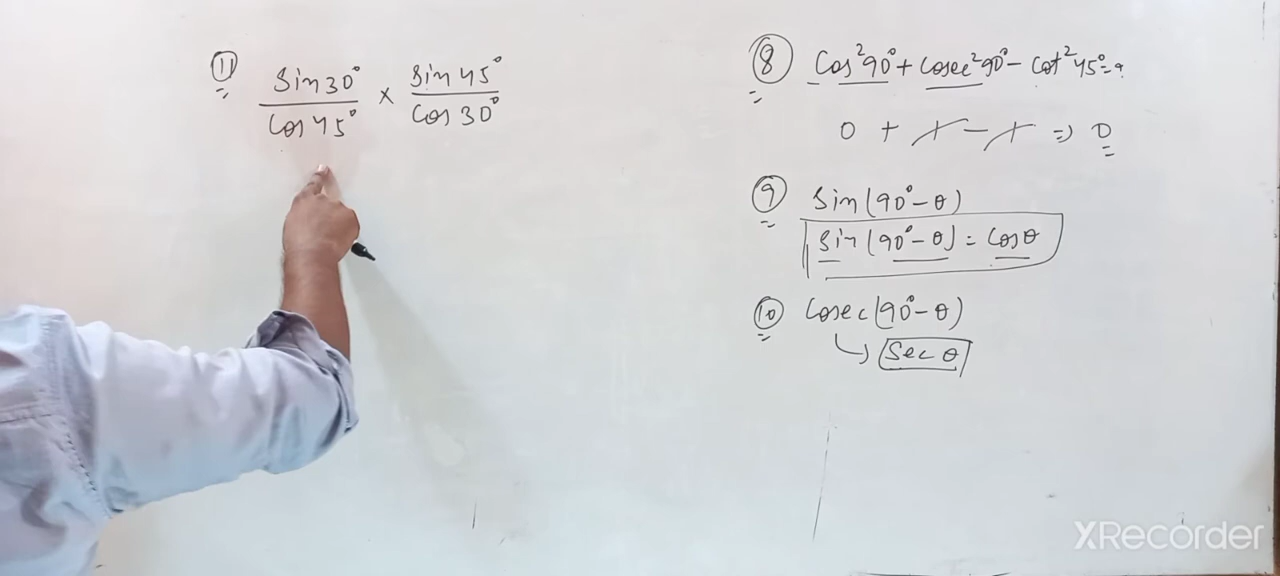 ⑪ Sin30°/Cos45° × Sin45°/Cos30°
⑧ Cos²90°+Cosec²90°-Cot²45°=?
0 + 1 - 1 => 0
⑨ Sin(90°-θ)
Sin(90°-θ) = Cosθ
⑩ Cosec(90°-θ)
↳ Sec θ
XRecorder